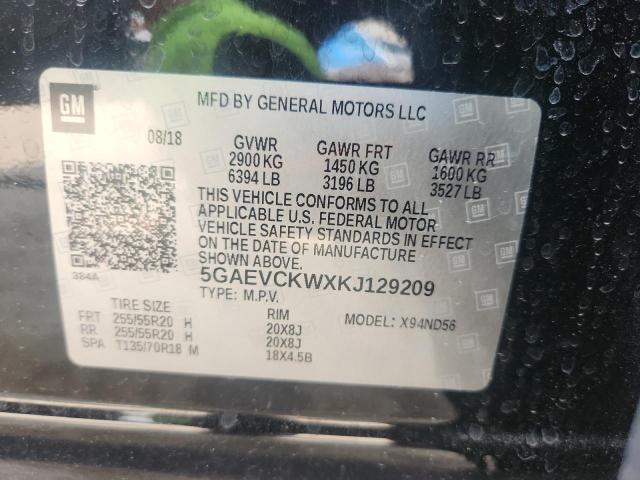 GM
MFD BY GENERAL MOTORS LLC
08/18
GVWR GAWR FRT GAWR RR
2900 KG 1450 KG 1600 KG
6394 LB 3196 LB 3527 LB
THIS VEHICLE CONFORMS TO ALL
APPLICABLE U.S. FEDERAL MOTOR
VEHICLE SAFETY STANDARDS IN EFFECT
ON THE DATE OF MANUFACTURE
SHOWN ABOVE.
384A
5GAEVCKWXKJ129209
TYPE: M.P.V.
TIRE SIZE RIM MODEL: X94ND56
FRT 255/55R20 H 20X8J
RR 255/55R20 H 20X8J
SPA T135/70R18 M 18X4.5B